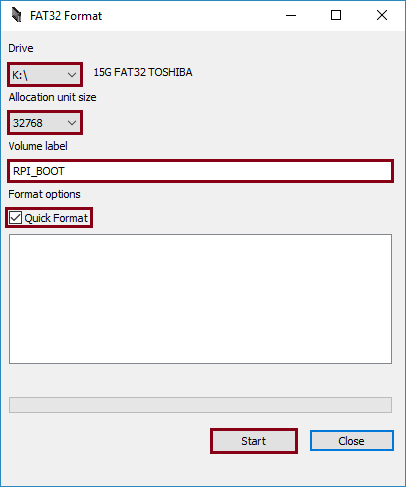 FAT32 Format
Drive
K:\ 15G FAT32 TOSHIBA
Allocation unit size
32768
Volume label
RPI_BOOT
Format options
Quick Format
Start Close